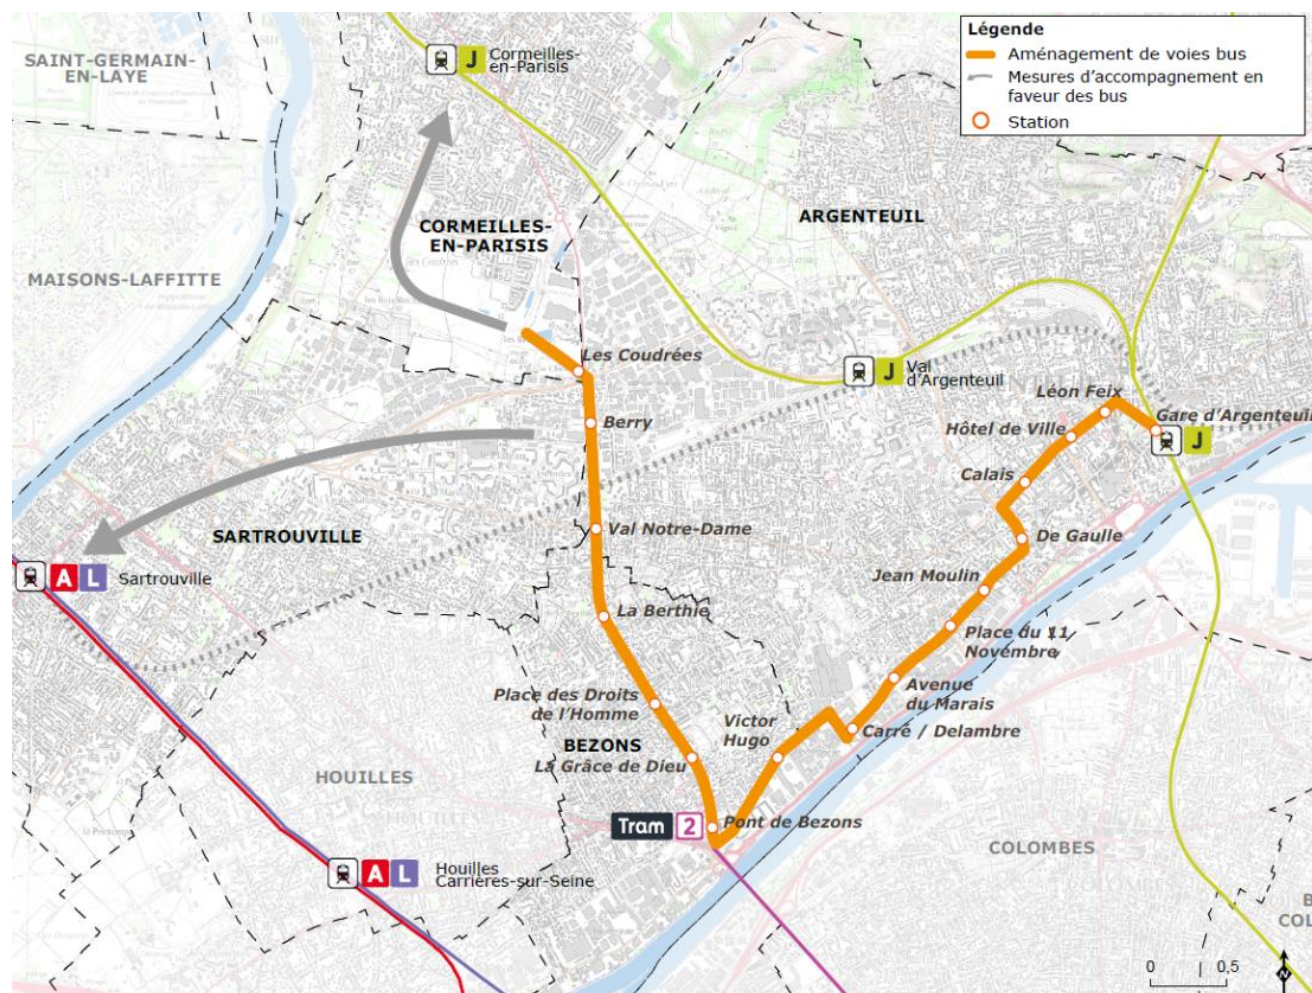 Légende
Aménagement de voies bus
Mesures d'accompagnement en
faveur des bus
Station
SAINT-GERMAIN-
EN-LAYE
J
Cormeilles-
en-Parisis
CORMEILLES-
EN-PARISIS
ARGENTEUIL
MAISONS-LAFFITTE
Les Coudrées
J
Val
d'Argenteuil
Léon Feix
Gare d'Argenteuil
J
Berry
Hôtel de Ville
Calais
SARTROUVILLE
Val Notre-Dame
De Gaulle
A L Sartrouville
Jean Moulin
La Berthie
Place du 11
Novembre
Place des Droits
de l'Homme
Avenue
du Marais
Victor
Hugo
Carré / Delambre
BEZONS
La Grâce de Dieu
HOUILLES
Tram 2
Pont de Bezons
COLOMBES
A L
Houilles
Carrières-sur-Seine
COL
0 0,5
N